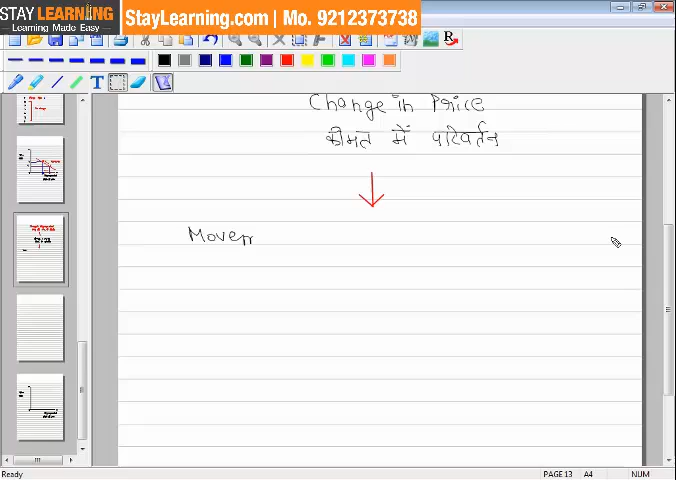 STAY LEARNING
Learning Made Easy
StayLearning.com | Mo. 9212373738
Change in Price
कीमत में परिवर्तन
Movem
Ready
PAGE 13 A4 NUM